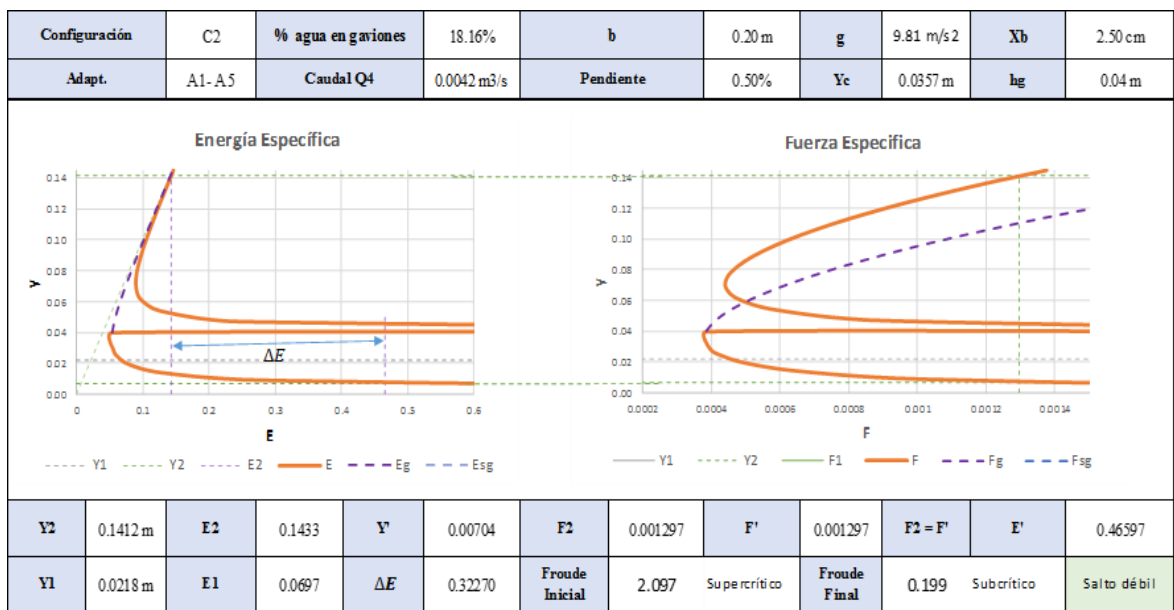 Configuración C2 % agua en gaviones 18.16% b 0.20 m g 9.81 m/s2 Xb 2.50 cm
Adapt. A1- A5 Caudal Q4 0.0042 m3/s Pendiente 0.50% Yc 0.0357 m hg 0.04 m
Energía Específica
0.14
0.12
0.10
0.08
0.06
0.04
0.02
0.00
y
ΔE
0 0.1 0.2 0.3 0.4 0.5 0.6
E
Y1 Y2 E2 E Eg Esg
Fuerza Especifica
0.14
0.12
0.10
0.08
0.06
0.04
0.02
0.00
y
0.0002 0.0004 0.0006 0.0008 0.001 0.0012 0.0014
F
Y1 Y2 F1 F Fg Fsg
Y2 0.1412 m E2 0.1433 Y' 0.00704 F2 0.001297 F' 0.001297 F2 = F' E' 0.46597
Y1 0.0218 m E1 0.0697 ΔE 0.32270 Froude Inicial 2.097 Supercrítico Froude Final 0.199 Subcrítico Salto débil